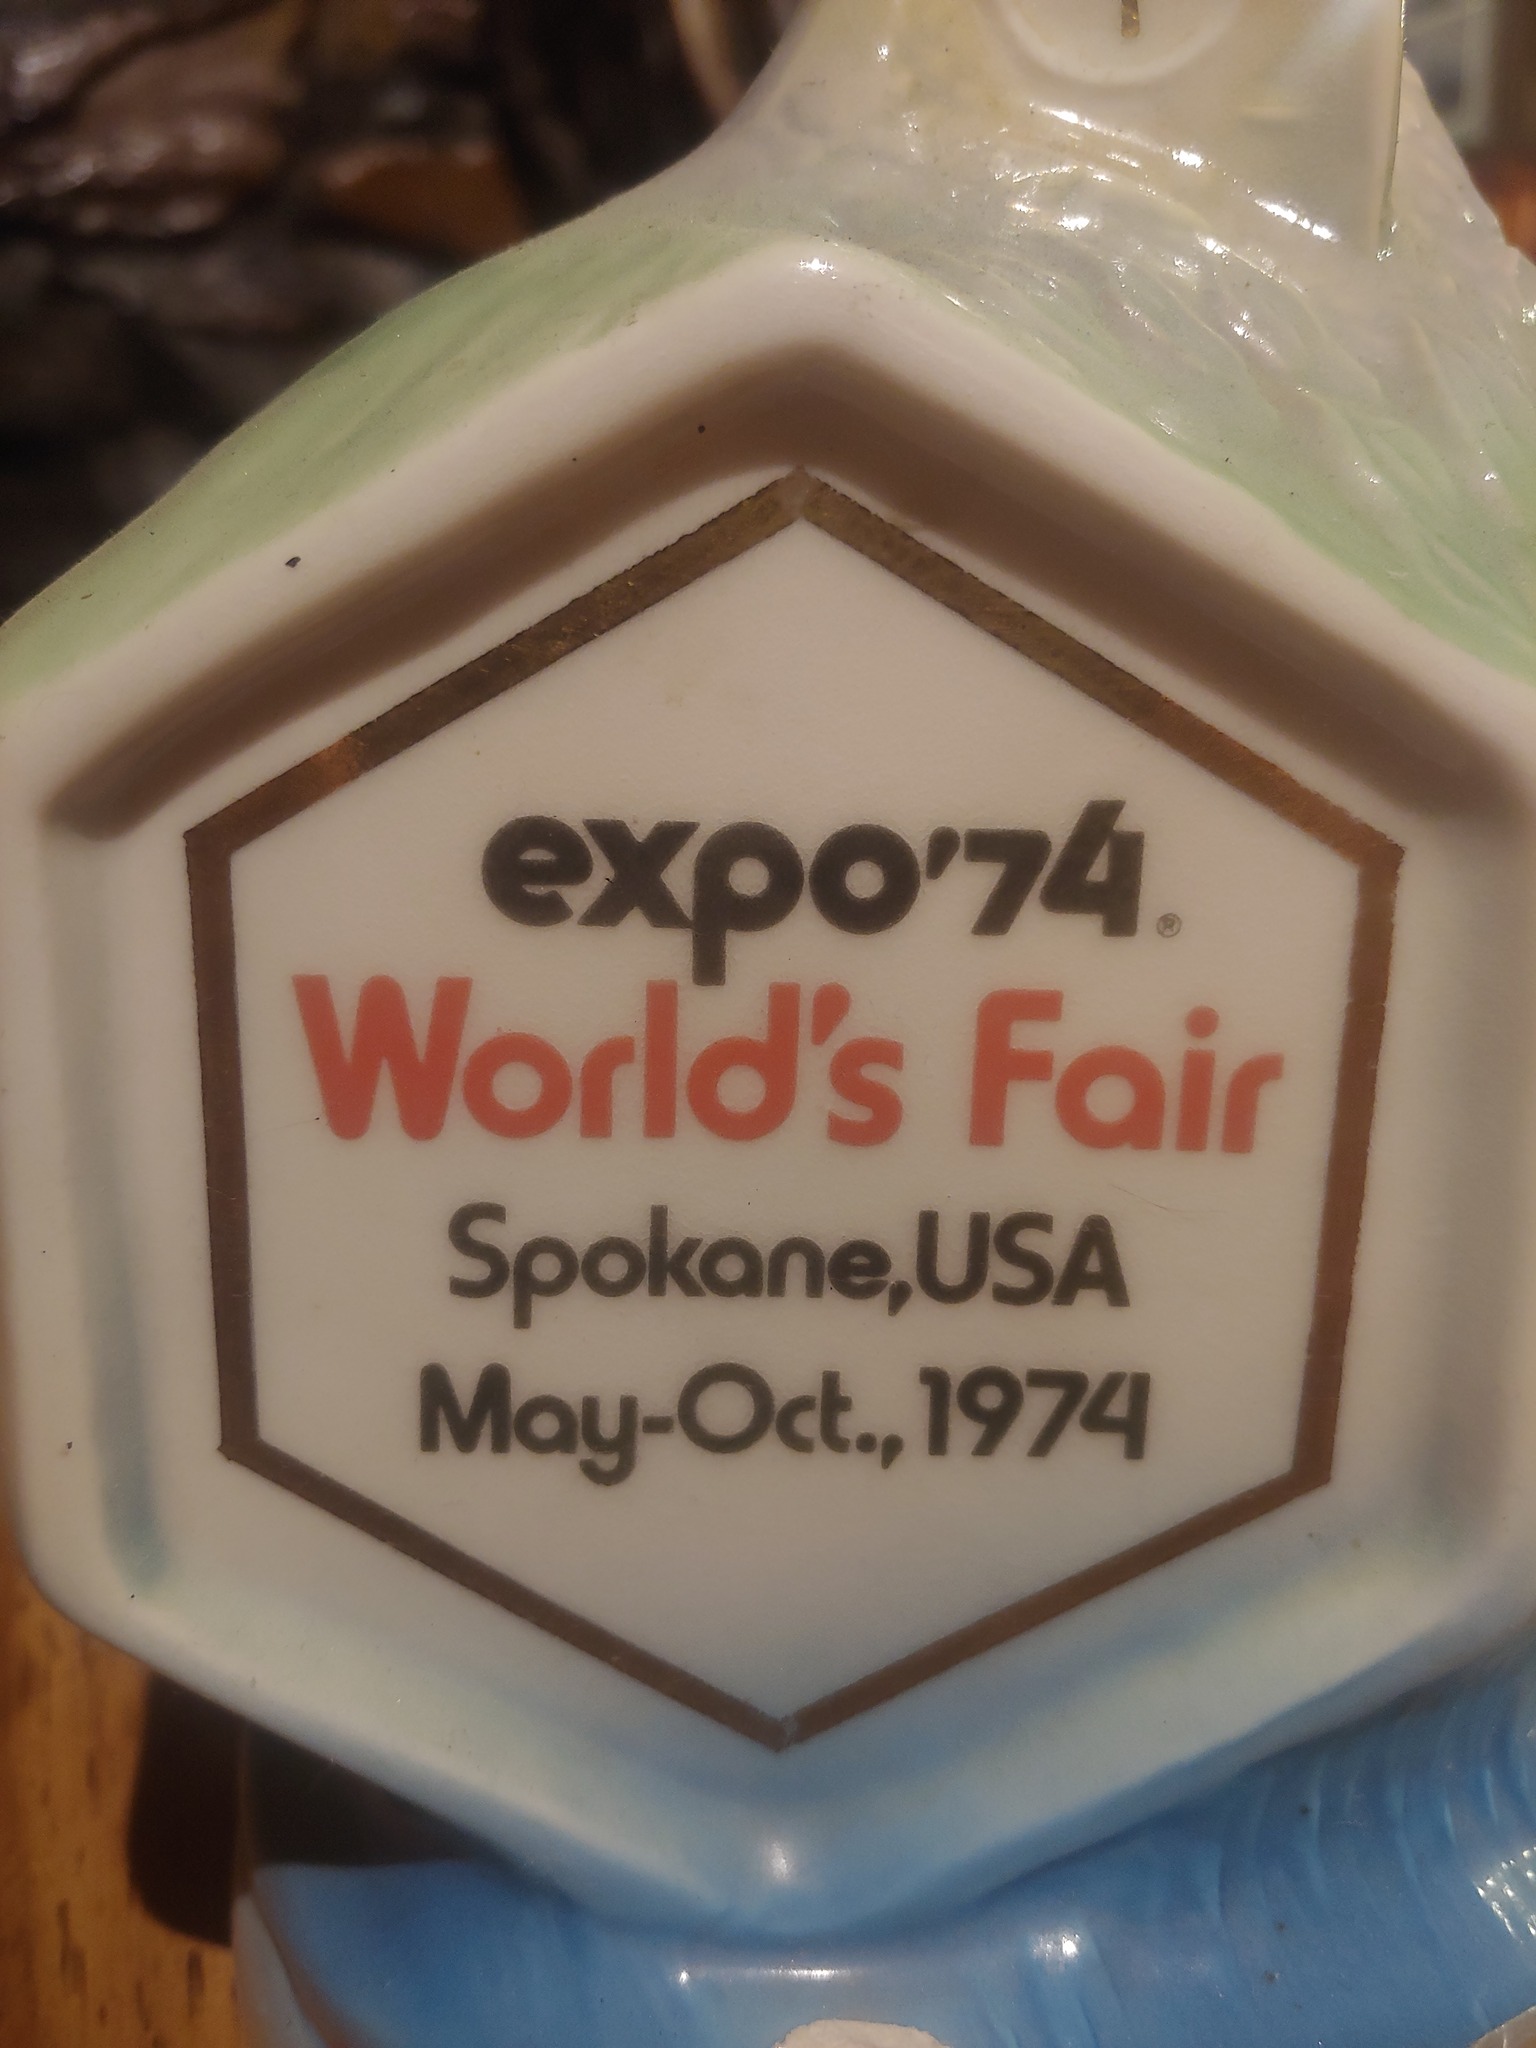 expo'74®
World's Fair
Spokane, USA
May-Oct., 1974